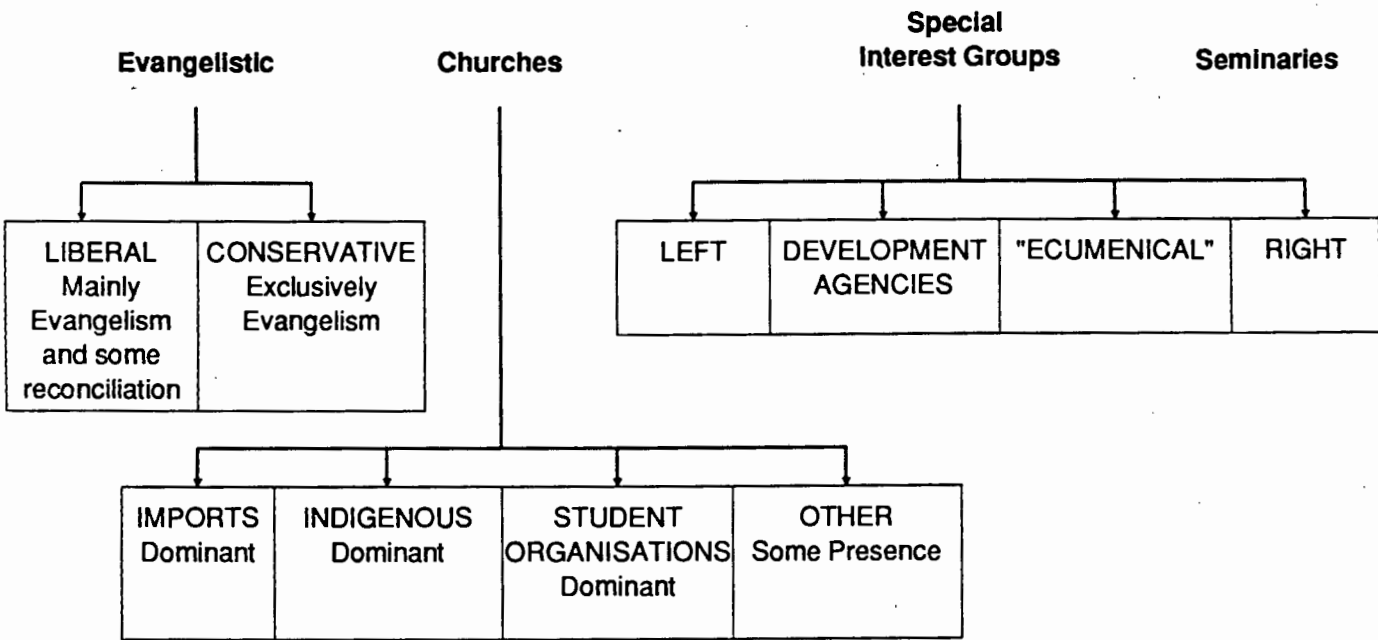 Evangelistic
Churches
Special
Interest Groups
Seminaries
LIBERAL
Mainly
Evangelism
and some
reconciliation
CONSERVATIVE
Exclusively
Evangelism
LEFT
DEVELOPMENT
AGENCIES
"ECUMENICAL"
RIGHT
IMPORTS
Dominant
INDIGENOUS
Dominant
STUDENT
ORGANISATIONS
Dominant
OTHER
Some Presence